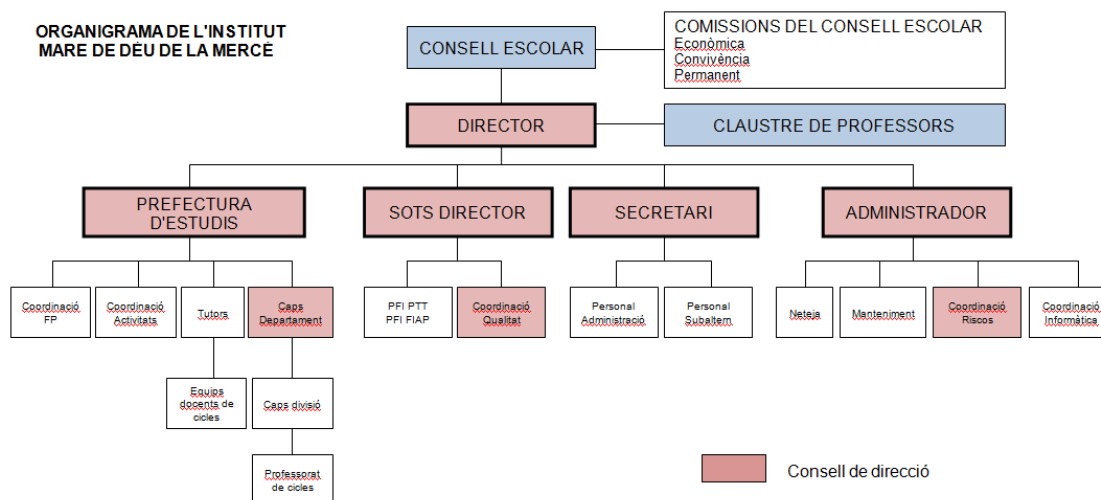 ORGANIGRAMA DE L'INSTITUT
MARE DE DÉU DE LA MERCÈ
CONSELL ESCOLAR
COMISSIONS DEL CONSELL ESCOLAR
Econòmica
Convivència
Permanent
DIRECTOR
CLAUSTRE DE PROFESSORS
PREFECTURA
D'ESTUDIS
SOTS DIRECTOR
SECRETARI
ADMINISTRADOR
Coordinació
FP
Coordinació
Activitats
Tutors
Caps
Departament
PFI PTT
PFI FIAP
Coordinació
Qualitat
Personal
Administració
Personal
Subaltern
Neteja
Manteniment
Coordinació
Riscos
Coordinació
Informàtica
Equips
docents de
cicles
Caps divisió
Professorat
de cicles
Consell de direcció